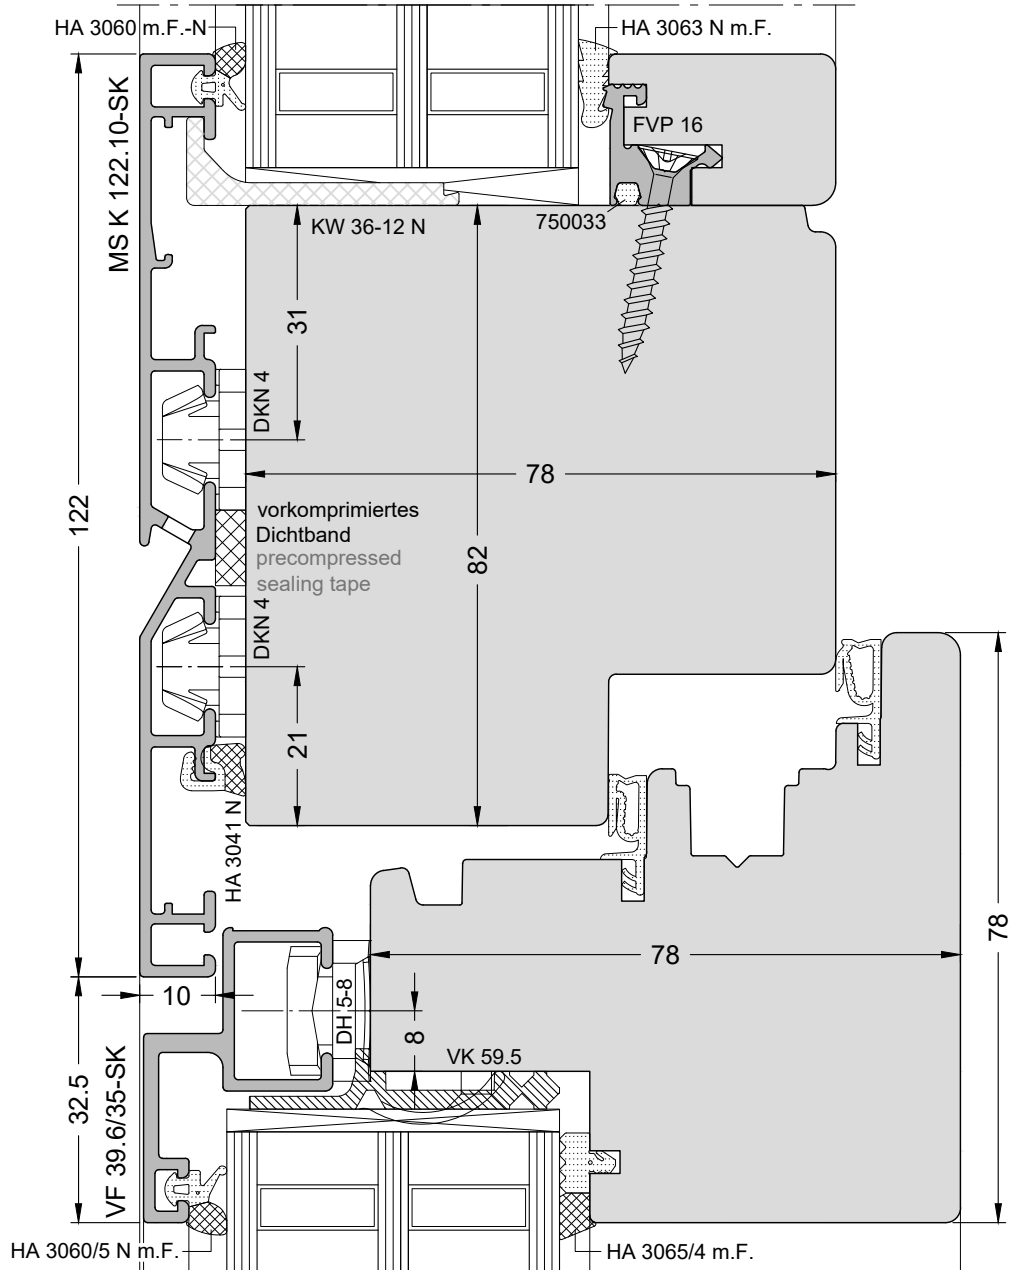 HA 3060 m.F.-N
HA 3063 N m.F.
MS K 122.10-SK
FVP 16
KW 36-12 N
750033
31
DKN 4
78
122
vorkomprimiertes
Dichtband
precompressed
sealing tape
82
DKN 4
21
HA 3041 N
78
78
10
DH 5-8
8
VK 59.5
32.5
VF 39.6/35-SK
HA 3060/5 N m.F.
HA 3065/4 m.F.